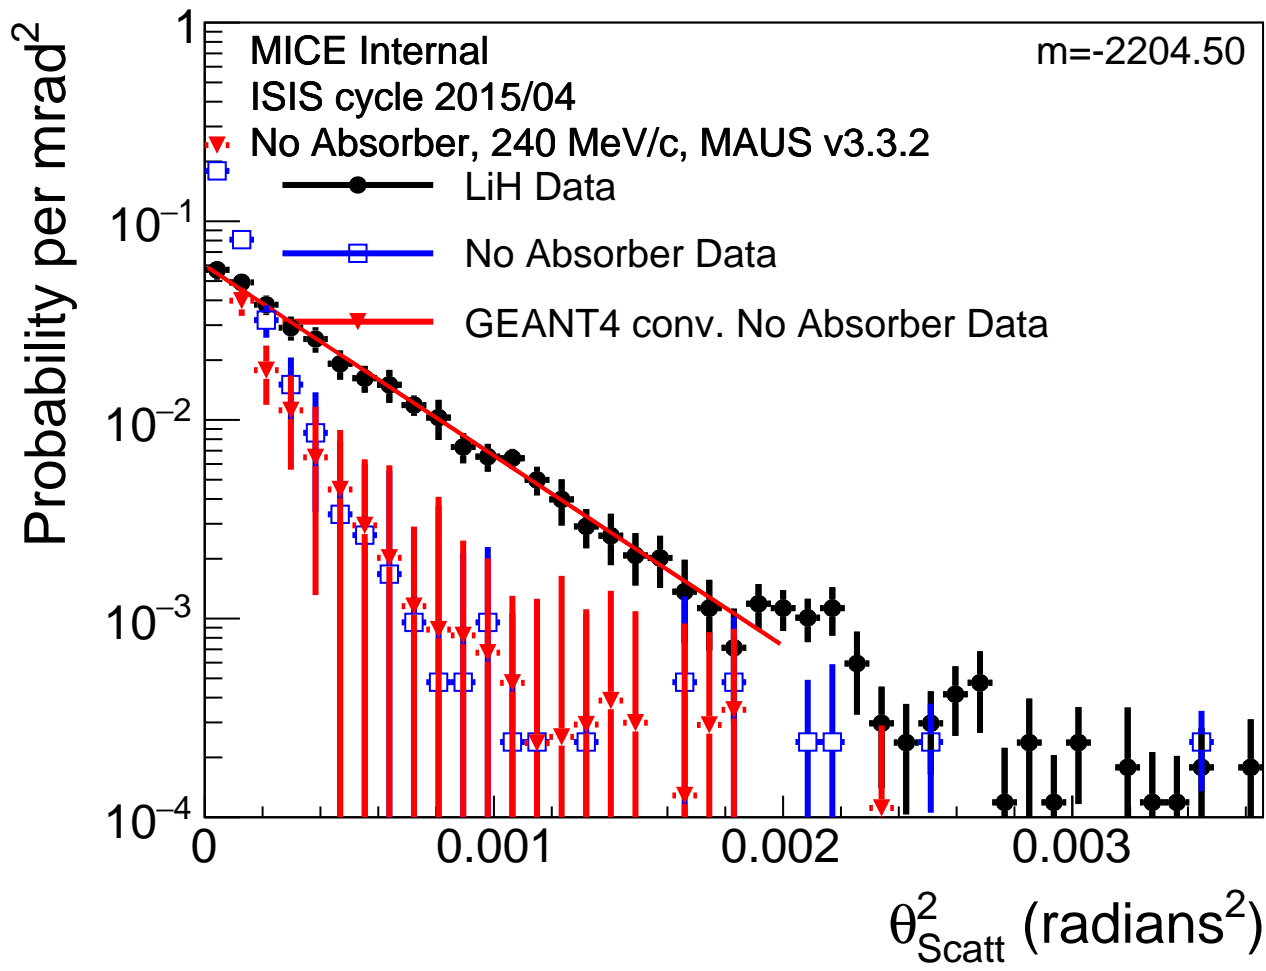 1
MICE Internal
m=-2204.50
ISIS cycle 2015/04
No Absorber, 240 MeV/c, MAUS v3.3.2
LiH Data
No Absorber Data
GEANT4 conv. No Absorber Data
Probability per mrad²
10⁻¹
10⁻²
10⁻³
10⁻⁴
0 0.001 0.002 0.003
θ²Scatt (radians²)